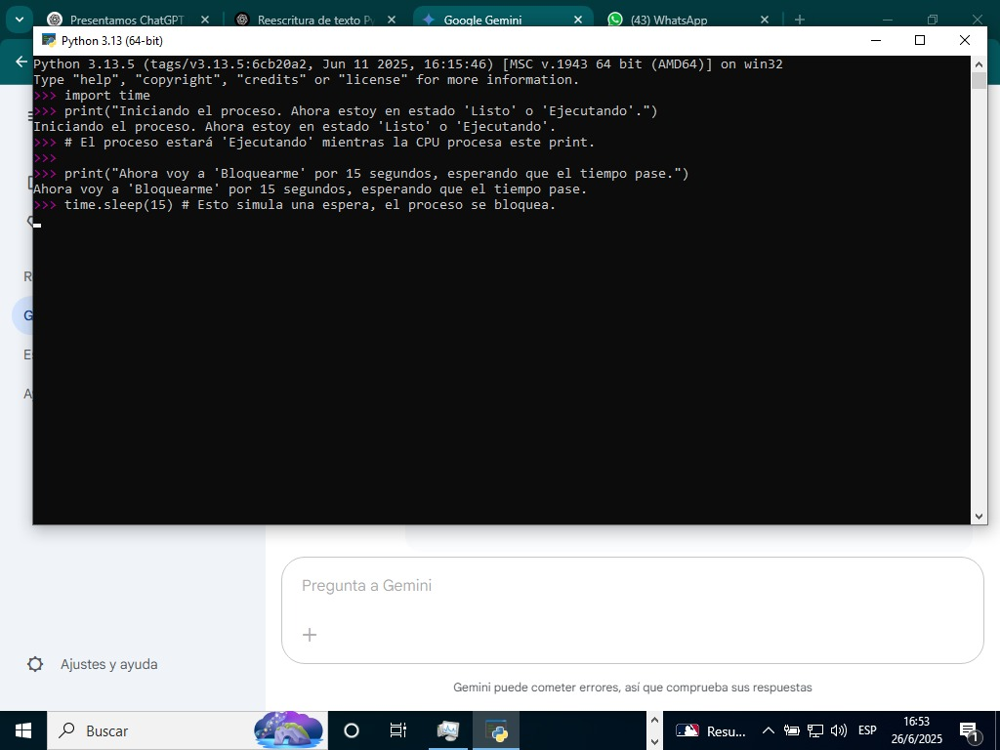 Presentamos ChatGPT
Reescritura de texto
Google Gemini
(43) WhatsApp
Python 3.13 (64-bit)
Python 3.13.5 (tags/v3.13.5:6cb20a2, Jun 11 2025, 16:15:46) [MSC v.1943 64 bit (AMD64)] on win32
Type "help", "copyright", "credits" or "license" for more information.
>>> import time
>>> print("Iniciando el proceso. Ahora estoy en estado 'Listo' o 'Ejecutando'.")
Iniciando el proceso. Ahora estoy en estado 'Listo' o 'Ejecutando'.
>>> # El proceso estará 'Ejecutando' mientras la CPU procesa este print.
>>>
>>> print("Ahora voy a 'Bloquearme' por 15 segundos, esperando que el tiempo pase.")
Ahora voy a 'Bloquearme' por 15 segundos, esperando que el tiempo pase.
>>> time.sleep(15) # Esto simula una espera, el proceso se bloquea.
Pregunta a Gemini
Ajustes y ayuda
Gemini puede cometer errores, así que comprueba sus respuestas
Buscar
Resu...
ESP
16:53
26/6/2025
1